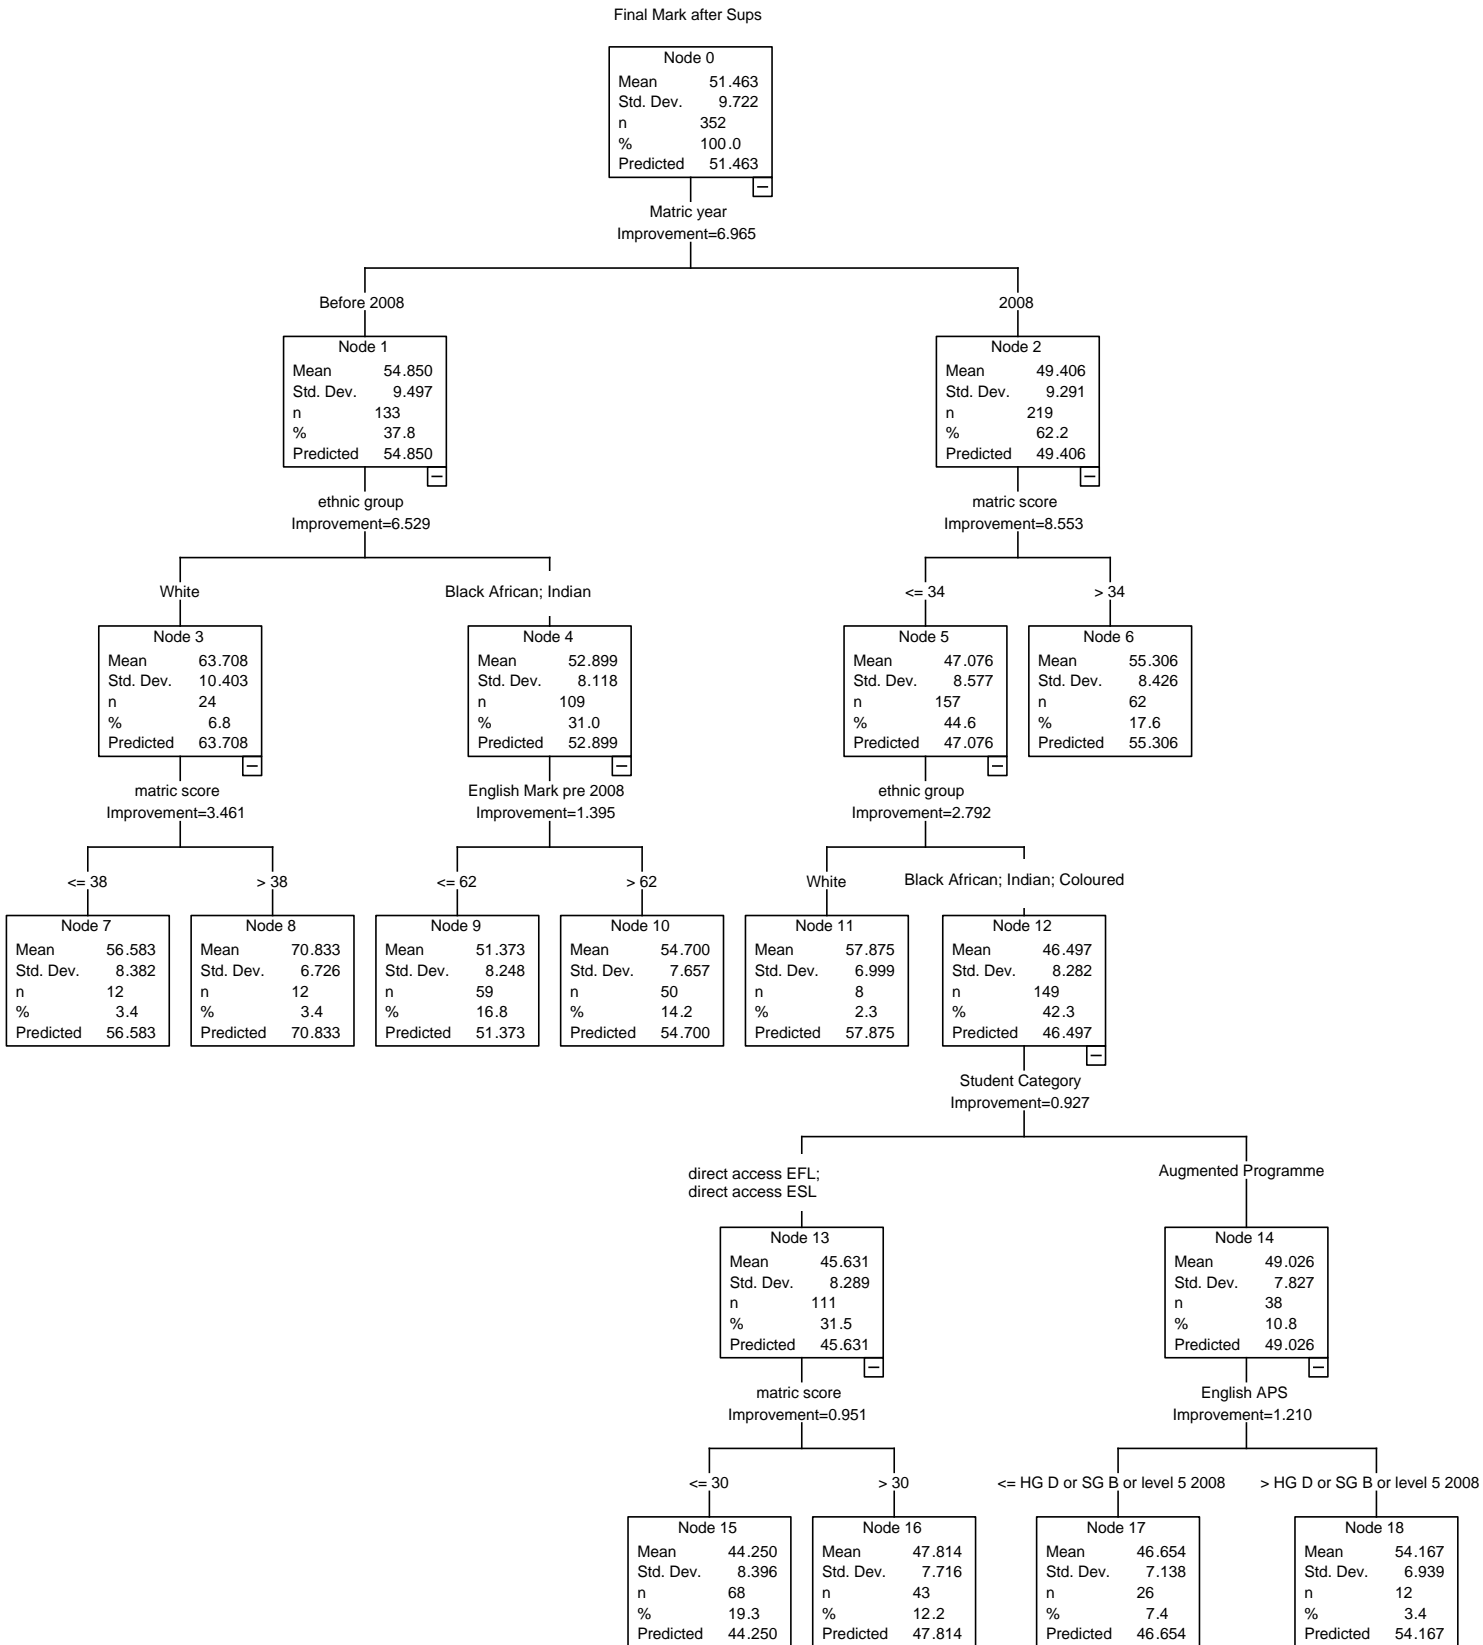 Final Mark after Sups
Node 0
Mean 51.463
Std. Dev. 9.722
n 352
% 100.0
Predicted 51.463
Matric year
Improvement=6.965
Before 2008
2008
Node 1
Mean 54.850
Std. Dev. 9.497
n 133
% 37.8
Predicted 54.850
Node 2
Mean 49.406
Std. Dev. 9.291
n 219
% 62.2
Predicted 49.406
ethnic group
Improvement=6.529
matric score
Improvement=8.553
White
Black African; Indian
<= 34
> 34
Node 3
Mean 63.708
Std. Dev. 10.403
n 24
% 6.8
Predicted 63.708
Node 4
Mean 52.899
Std. Dev. 8.118
n 109
% 31.0
Predicted 52.899
Node 5
Mean 47.076
Std. Dev. 8.577
n 157
% 44.6
Predicted 47.076
Node 6
Mean 55.306
Std. Dev. 8.426
n 62
% 17.6
Predicted 55.306
matric score
Improvement=3.461
English Mark pre 2008
Improvement=1.395
ethnic group
Improvement=2.792
<= 38
> 38
<= 62
> 62
White
Black African; Indian; Coloured
Node 7
Mean 56.583
Std. Dev. 8.382
n 12
% 3.4
Predicted 56.583
Node 8
Mean 70.833
Std. Dev. 6.726
n 12
% 3.4
Predicted 70.833
Node 9
Mean 51.373
Std. Dev. 8.248
n 59
% 16.8
Predicted 51.373
Node 10
Mean 54.700
Std. Dev. 7.657
n 50
% 14.2
Predicted 54.700
Node 11
Mean 57.875
Std. Dev. 6.999
n 8
% 2.3
Predicted 57.875
Node 12
Mean 46.497
Std. Dev. 8.282
n 149
% 42.3
Predicted 46.497
Student Category
Improvement=0.927
direct access EFL;
direct access ESL
Augmented Programme
Node 13
Mean 45.631
Std. Dev. 8.289
n 111
% 31.5
Predicted 45.631
Node 14
Mean 49.026
Std. Dev. 7.827
n 38
% 10.8
Predicted 49.026
matric score
Improvement=0.951
English APS
Improvement=1.210
<= 30
> 30
<= HG D or SG B or level 5 2008
> HG D or SG B or level 5 2008
Node 15
Mean 44.250
Std. Dev. 8.396
n 68
% 19.3
Predicted 44.250
Node 16
Mean 47.814
Std. Dev. 7.716
n 43
% 12.2
Predicted 47.814
Node 17
Mean 46.654
Std. Dev. 7.138
n 26
% 7.4
Predicted 46.654
Node 18
Mean 54.167
Std. Dev. 6.939
n 12
% 3.4
Predicted 54.167